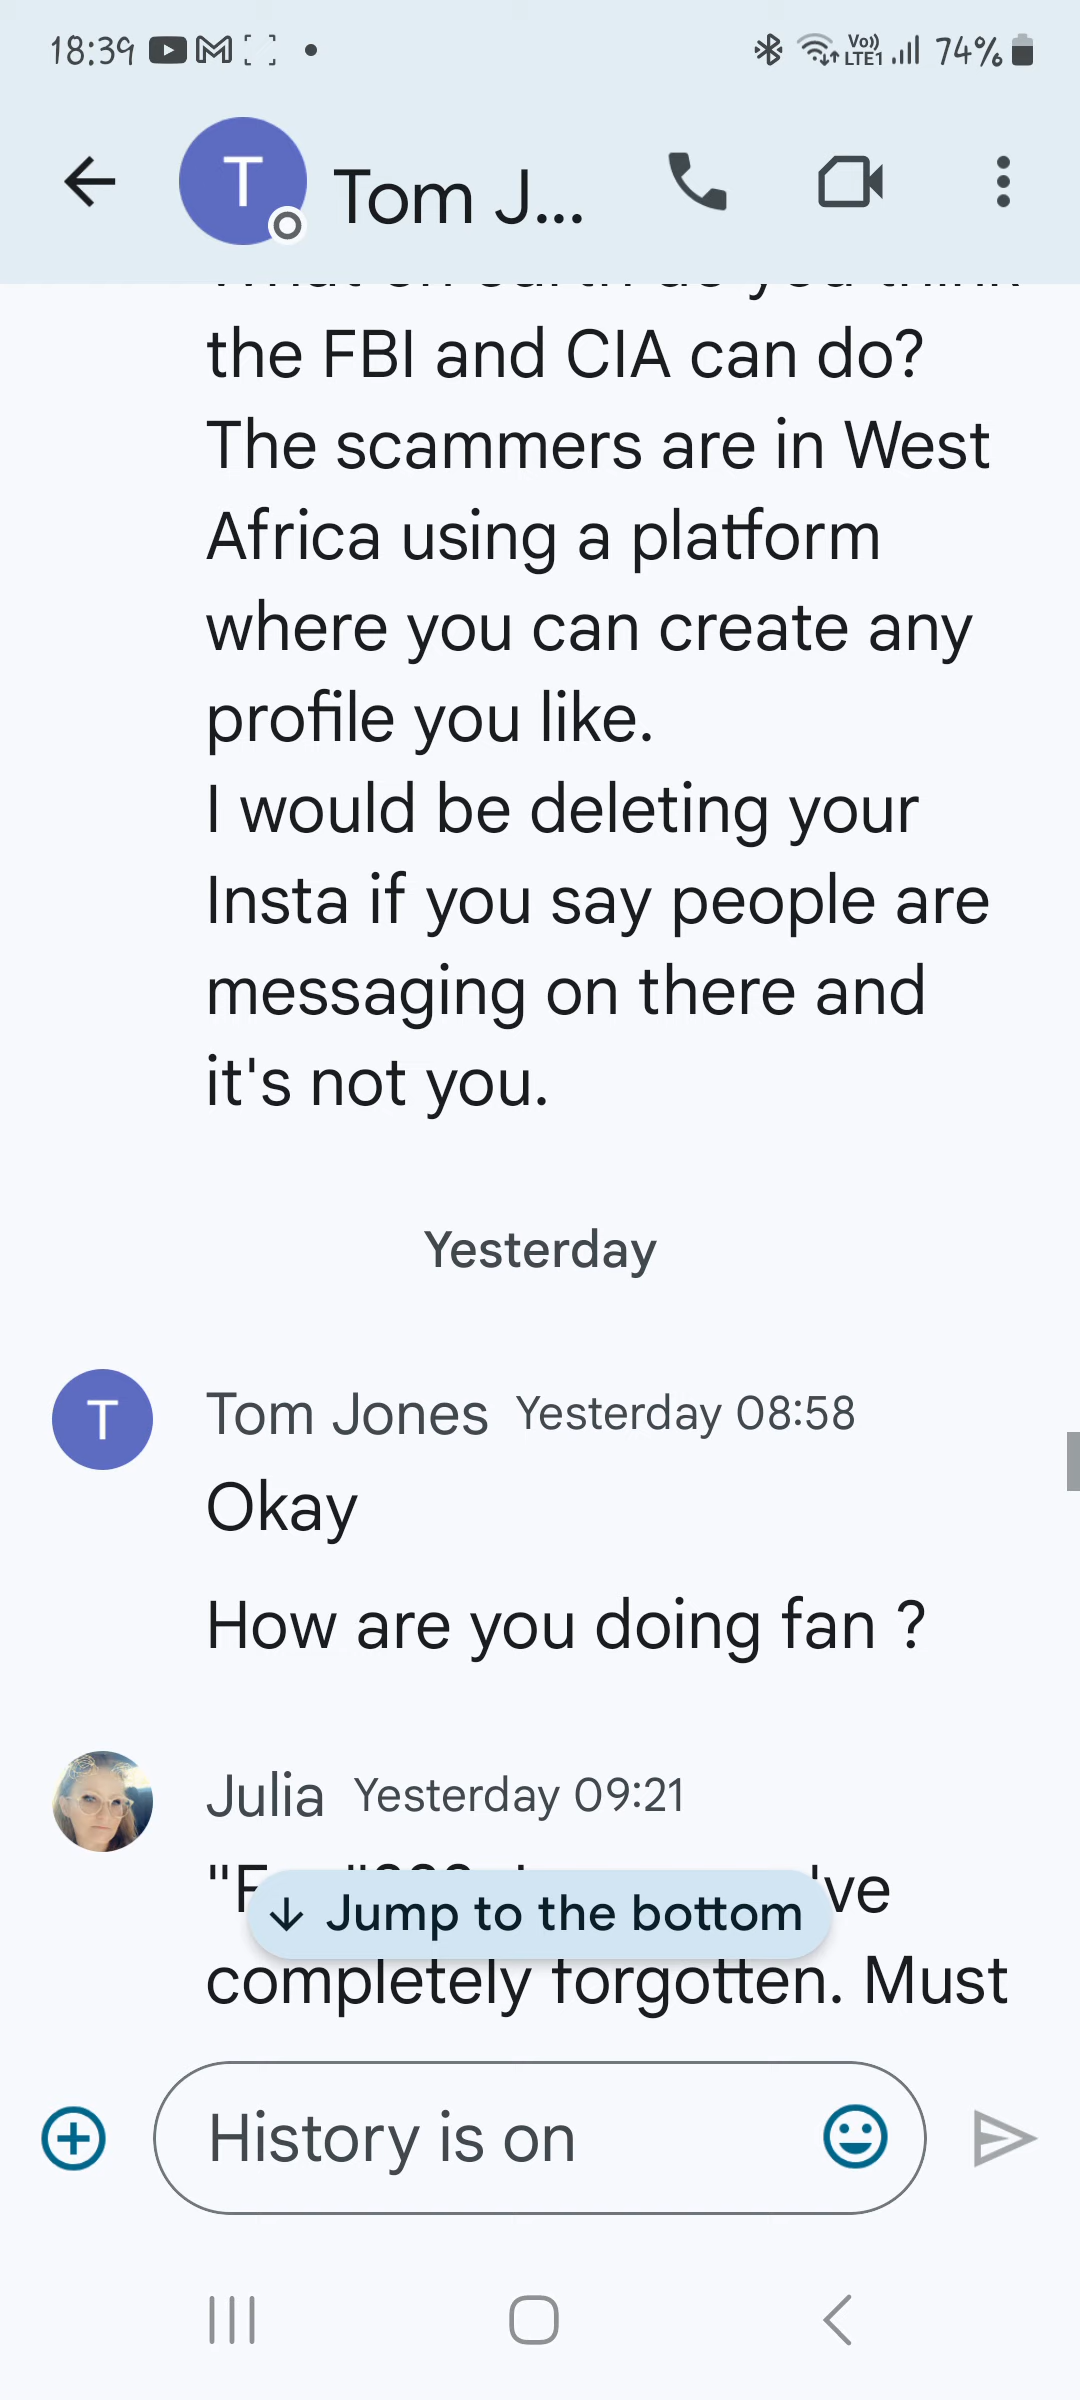 18:39
Vo))
LTE1
74%
T
Tom J...
the FBI and CIA can do?
The scammers are in West
Africa using a platform
where you can create any
profile you like.
I would be deleting your
Insta if you say people are
messaging on there and
it's not you.
Yesterday
T
Tom Jones Yesterday 08:58
Okay
How are you doing fan ?
Julia Yesterday 09:21
've
Jump to the bottom
completely forgotten. Must
History is on